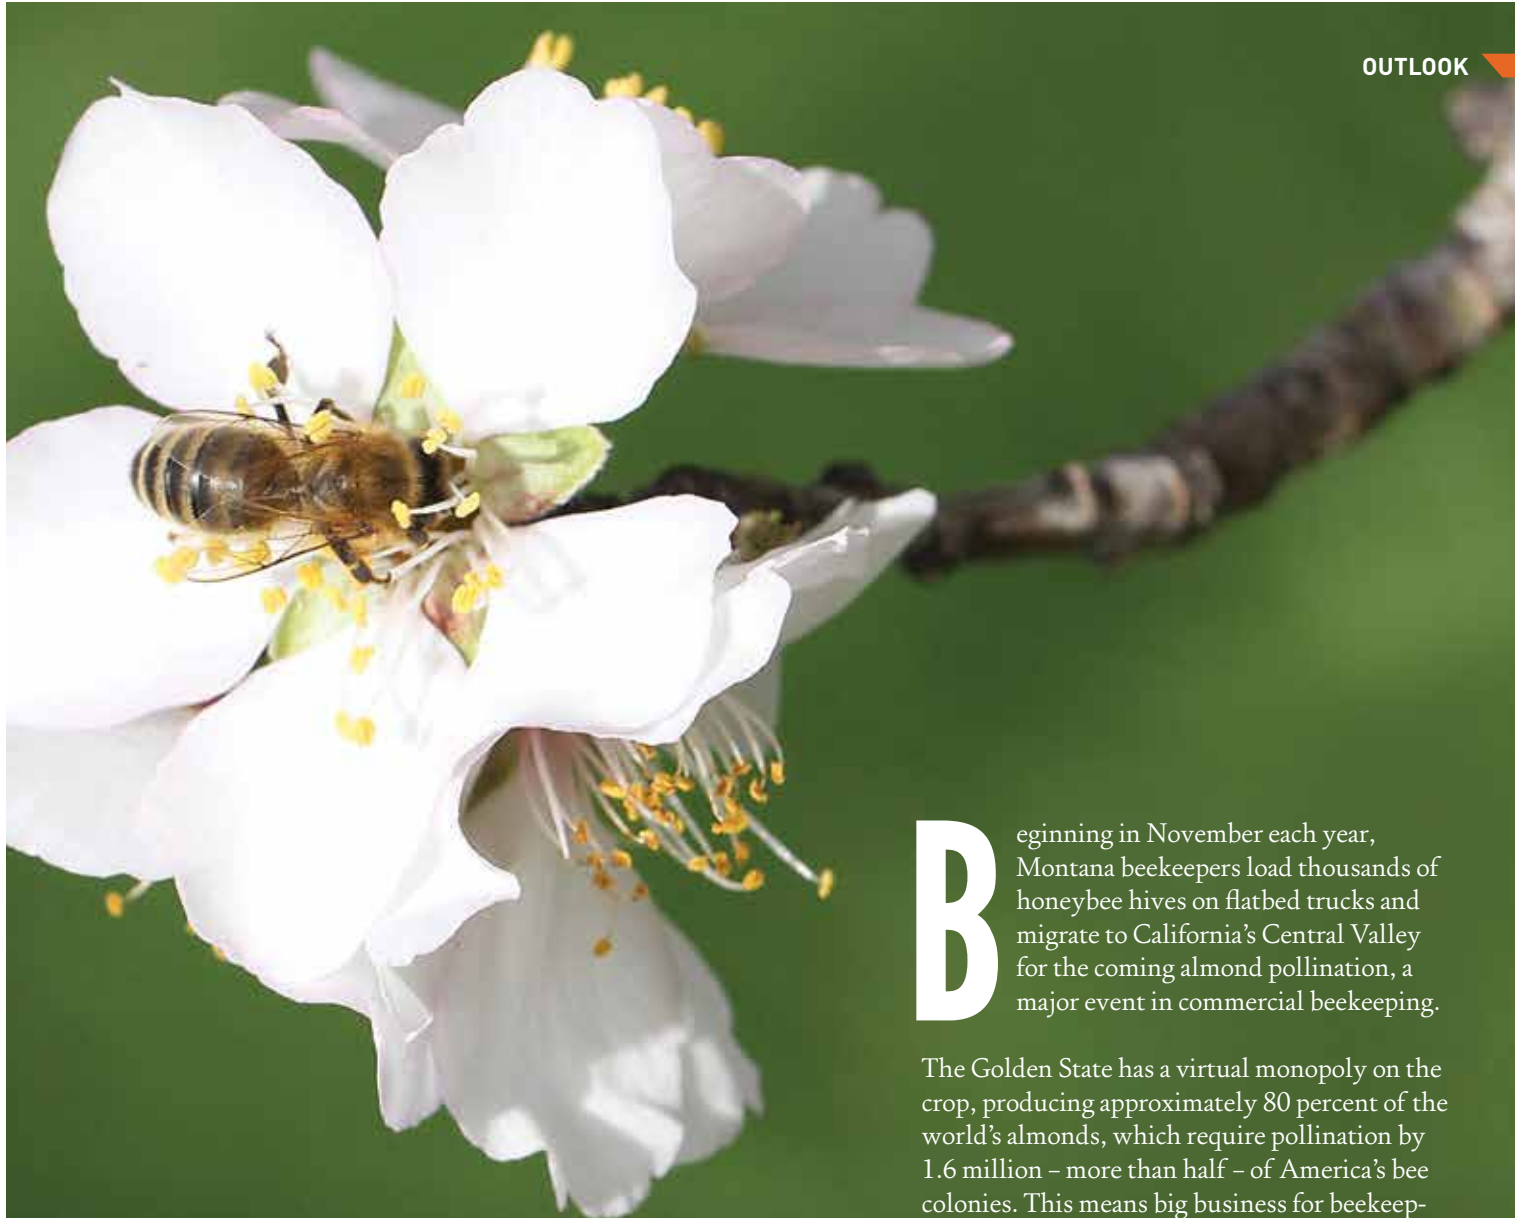 OUTLOOK
Beginning in November each year,
Montana beekeepers load thousands of
honeybee hives on flatbed trucks and
migrate to California’s Central Valley
for the coming almond pollination, a
major event in commercial beekeeping.
The Golden State has a virtual monopoly on the
crop, producing approximately 80 percent of the
world’s almonds, which require pollination by
1.6 million – more than half – of America’s bee
colonies. This means big business for beekeep-